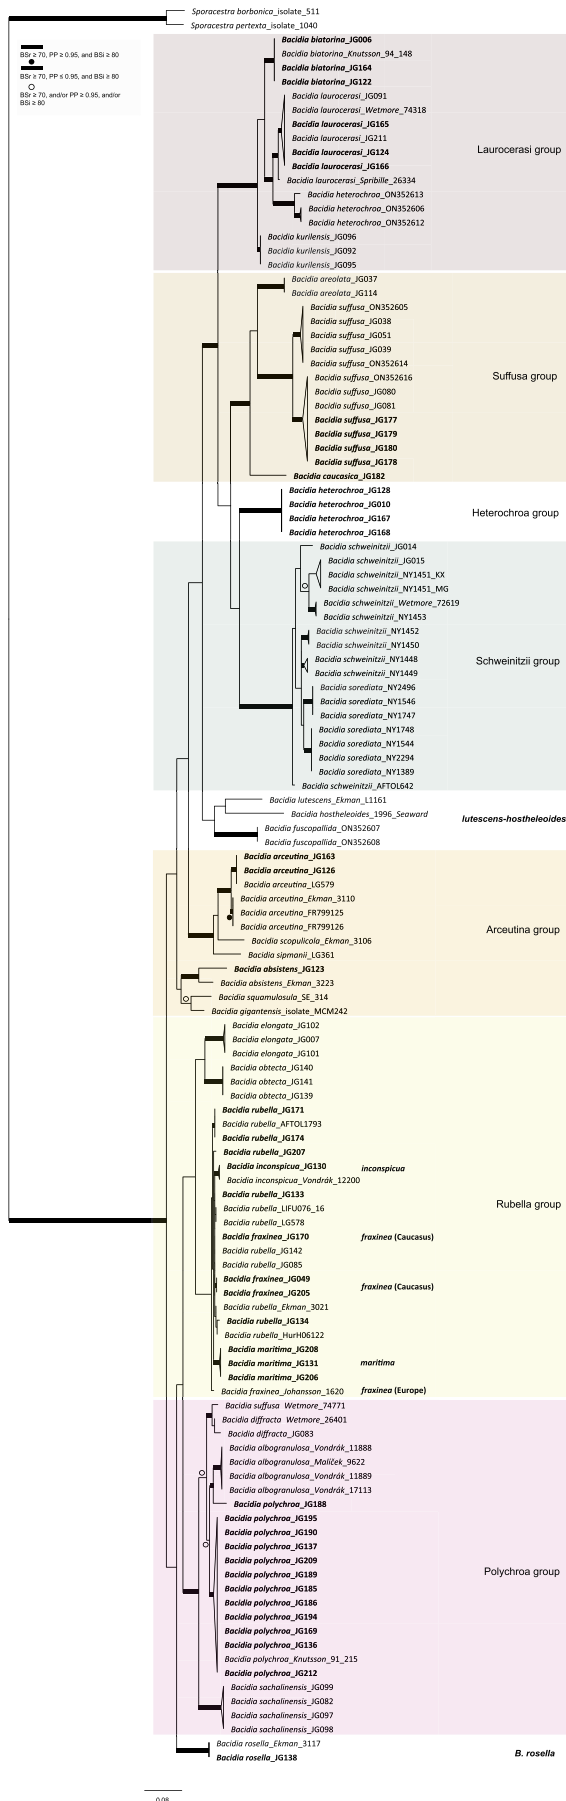 Sporacestra borbonica_isolate_511
Sporacestra pertexta_isolate_1040
BSr ≥ 70, PP ≥ 0.95, and BSi ≥ 80
BSr ≥ 70, PP ≤ 0.95, and BSi ≥ 80
BSr ≥ 70, and/or PP ≥ 0.95, and/or
BSi ≥ 80
Bacidia biatorina_JG006
Bacidia biatorina_Knutsson_94_148
Bacidia biatorina_JG164
Bacidia biatorina_JG122
Bacidia laurocerasi_JG091
Bacidia laurocerasi_Wetmore_74318
Bacidia laurocerasi_JG165
Bacidia laurocerasi_JG211
Bacidia laurocerasi_JG124
Bacidia laurocerasi_JG166
Bacidia laurocerasi_Spribille_26334
Bacidia heterochroa_ON352613
Bacidia heterochroa_ON352606
Bacidia heterochroa_ON352612
Bacidia kurilensis_JG096
Bacidia kurilensis_JG092
Bacidia kurilensis_JG095
Laurocerasi group
Bacidia areolata_JG037
Bacidia areolata_JG114
Bacidia suffusa_ON352605
Bacidia suffusa_JG038
Bacidia suffusa_JG051
Bacidia suffusa_JG039
Bacidia suffusa_ON352614
Bacidia suffusa_ON352616
Bacidia suffusa_JG080
Bacidia suffusa_JG081
Bacidia suffusa_JG177
Bacidia suffusa_JG179
Bacidia suffusa_JG180
Bacidia suffusa_JG178
Bacidia caucasica_JG182
Suffusa group
Bacidia heterochroa_JG128
Bacidia heterochroa_JG010
Bacidia heterochroa_JG167
Bacidia heterochroa_JG168
Heterochroa group
Bacidia schweinitzii_JG014
Bacidia schweinitzii_JG015
Bacidia schweinitzii_NY1451_KX
Bacidia schweinitzii_NY1451_MG
Bacidia schweinitzii_Wetmore_72619
Bacidia schweinitzii_NY1453
Bacidia schweinitzii_NY1452
Bacidia schweinitzii_NY1450
Bacidia schweinitzii_NY1448
Bacidia schweinitzii_NY1449
Bacidia sorediata_NY2496
Bacidia sorediata_NY1546
Bacidia sorediata_NY1747
Bacidia sorediata_NY1748
Bacidia sorediata_NY1544
Bacidia sorediata_NY2294
Bacidia sorediata_NY1389
Bacidia schweinitzii_AFTOL642
Schweinitzii group
Bacidia lutescens_Ekman_L1161
Bacidia hostheleoides_1996_Seaward
Bacidia fuscopallida_ON352607
Bacidia fuscopallida_ON352608
lutescens-hostheleoides
Bacidia arceutina_JG163
Bacidia arceutina_JG126
Bacidia arceutina_LG579
Bacidia arceutina_Ekman_3110
Bacidia arceutina_FR799125
Bacidia arceutina_FR799126
Bacidia scopulicola_Ekman_3106
Bacidia sipmanii_LG361
Bacidia absistens_JG123
Bacidia absistens_Ekman_3223
Bacidia squamulosula_SE_314
Bacidia gigantensis_isolate_MCM242
Arceutina group
Bacidia elongata_JG102
Bacidia elongata_JG007
Bacidia elongata_JG101
Bacidia obtecta_JG140
Bacidia obtecta_JG141
Bacidia obtecta_JG139
Bacidia rubella_JG171
Bacidia rubella_AFTOL1793
Bacidia rubella_JG174
Bacidia rubella_JG207
Bacidia inconspicua_JG130 inconspicua
Bacidia inconspicua_Vondrák_12200
Bacidia rubella_JG133
Bacidia rubella_LIFU076_16
Bacidia rubella_LG578
Bacidia fraxinea_JG170 fraxinea (Caucasus)
Bacidia rubella_JG142
Bacidia rubella_JG085
Bacidia fraxinea_JG049 fraxinea (Caucasus)
Bacidia fraxinea_JG205
Bacidia rubella_Ekman_3021
Bacidia rubella_JG134
Bacidia rubella_HurH06122
Bacidia maritima_JG208
Bacidia maritima_JG131 maritima
Bacidia maritima_JG206
Bacidia fraxinea_Johansson_1620 fraxinea (Europe)
Rubella group
Bacidia suffusa Wetmore_74771
Bacidia diffracta Wetmore_26401
Bacidia diffracta_JG083
Bacidia albogranulosa_Vondrák_11888
Bacidia albogranulosa_Malíček_9622
Bacidia albogranulosa_Vondrák_11889
Bacidia albogranulosa_Vondrák_17113
Bacidia polychroa_JG188
Bacidia polychroa_JG195
Bacidia polychroa_JG190
Bacidia polychroa_JG137
Bacidia polychroa_JG209
Bacidia polychroa_JG189
Bacidia polychroa_JG185
Bacidia polychroa_JG186
Bacidia polychroa_JG194
Bacidia polychroa_JG169
Bacidia polychroa_JG136
Bacidia polychroa_Knutsson_91_215
Bacidia polychroa_JG212
Bacidia sachalinensis_JG099
Bacidia sachalinensis_JG082
Bacidia sachalinensis_JG097
Bacidia sachalinensis_JG098
Polychroa group
Bacidia rosella_Ekman_3117
Bacidia rosella_JG138
B. rosella
0.08